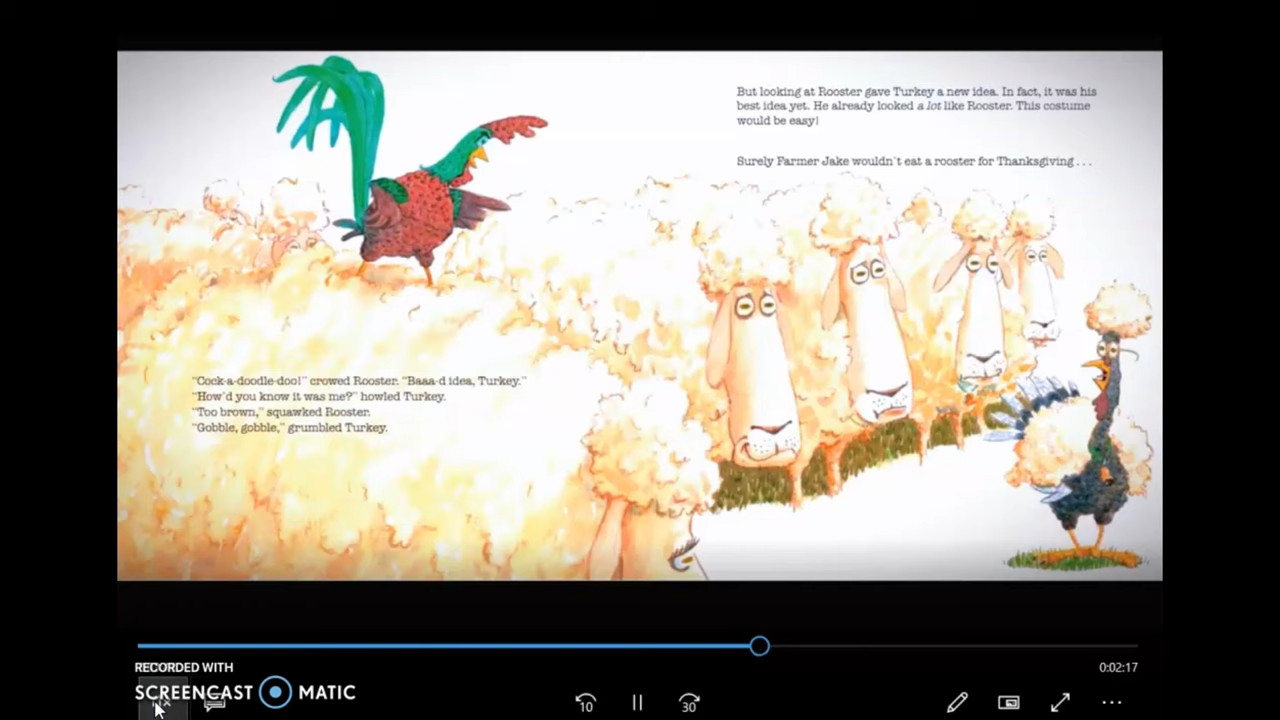 But looking at Rooster gave Turkey a new idea. In fact, it was his
best idea yet. He already looked a lot like Rooster. This costume
would be easy!
Surely Farmer Jake wouldn't eat a rooster for Thanksgiving . . .
"Cock-a-doodle-doo!" crowed Rooster. "Baaa-d idea, Turkey."
"How'd you know it was me?" howled Turkey.
"Too brown," squawked Rooster.
"Gobble, gobble," grumbled Turkey.
RECORDED WITH
SCREENCAST MATIC
0:02:17
10
30